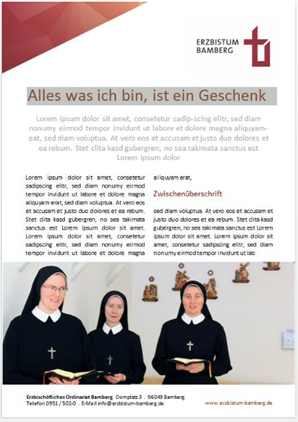 ERZBISTUM
BAMBERG
Alles was ich bin, ist ein Geschenk
Lorem ipsum dolor sit amet, consetetur sadip-scing elitr, sed diam
nonumy eirmod tempor invidunt ut labore et dolore magna aliquyam-
erat, sed diam voluptua. At vero eos et accusam et justo duo dolores et ea
rebum. Stet clita kasd gubergren, no sea takimata sanctus est
Lorem ipsum dolor
Lorem ipsum dolor sit amet, consetetur
sadipscing elitr, sed diam nonumy eirmod
tempor invidunt ut labore et dolore magna
aliquyam erat, sed diam voluptua. At vero eos
et accusam et justo duo dolores et ea rebum.
Stet clita kasd gubergren, no sea takimata
sanctus est Lorem ipsum dolor sit amet.
Lorem ipsum dolor sit amet, consetetur
sadipscing elitr, sed diam nonumy eirmod
tempor invidunt ut labore et dolore magna
aliquyam erat,
Zwischenüberschrift
sed diam voluptua. At vero eos et accusam et
justo duo dolores et ea rebum. Stet clita kasd
gubergren, no sea takimata sanctus est Lorem
ipsum dolor sit amet. Lorem ipsum dolor sit
amet, consetetur sadipscing elitr, sed diam
nonumy eirmod tempor invidunt ut lab
Erzbischöfliches Ordinariat Bamberg Domplatz 3 . 96049 Bamberg
Telefon 0951 / 502-0 . E-Mail info@erzbistum-bamberg.de
www.erzbistum-bamberg.de